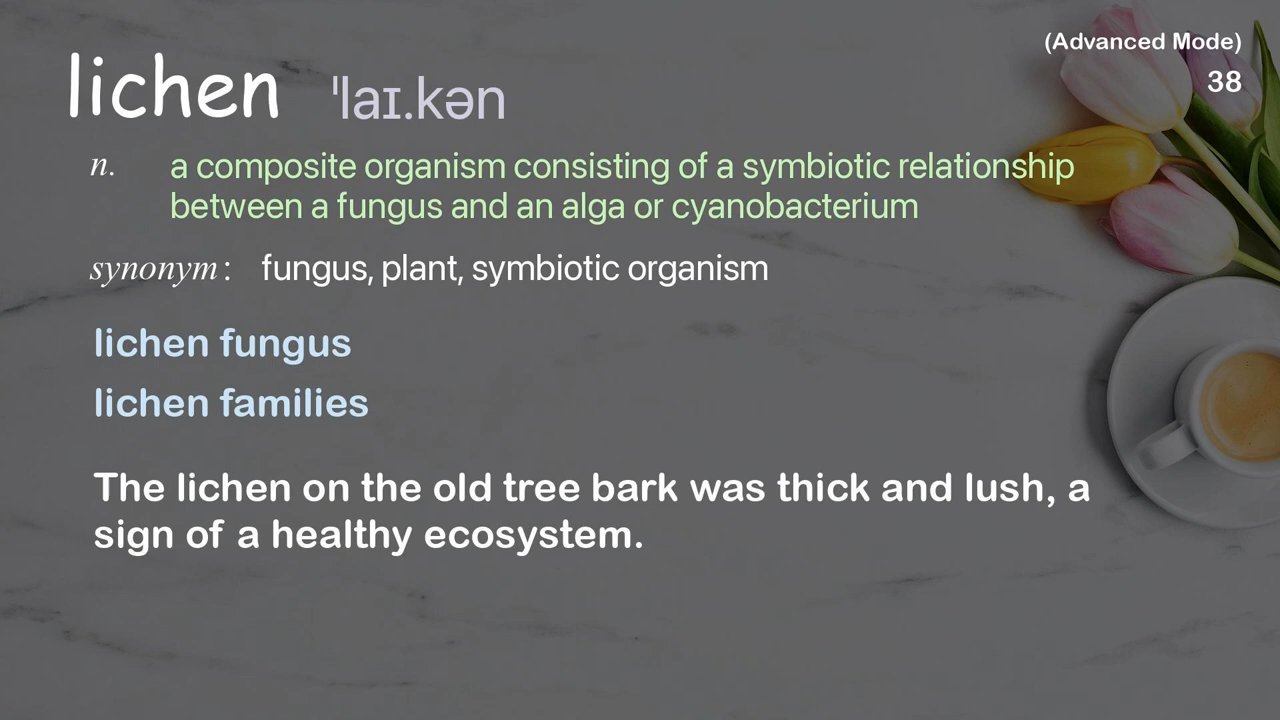 (Advanced Mode)
38
lichen ˈlaɪ.kən
n. a composite organism consisting of a symbiotic relationship
between a fungus and an alga or cyanobacterium
synonym: fungus, plant, symbiotic organism
lichen fungus
lichen families
The lichen on the old tree bark was thick and lush, a
sign of a healthy ecosystem.